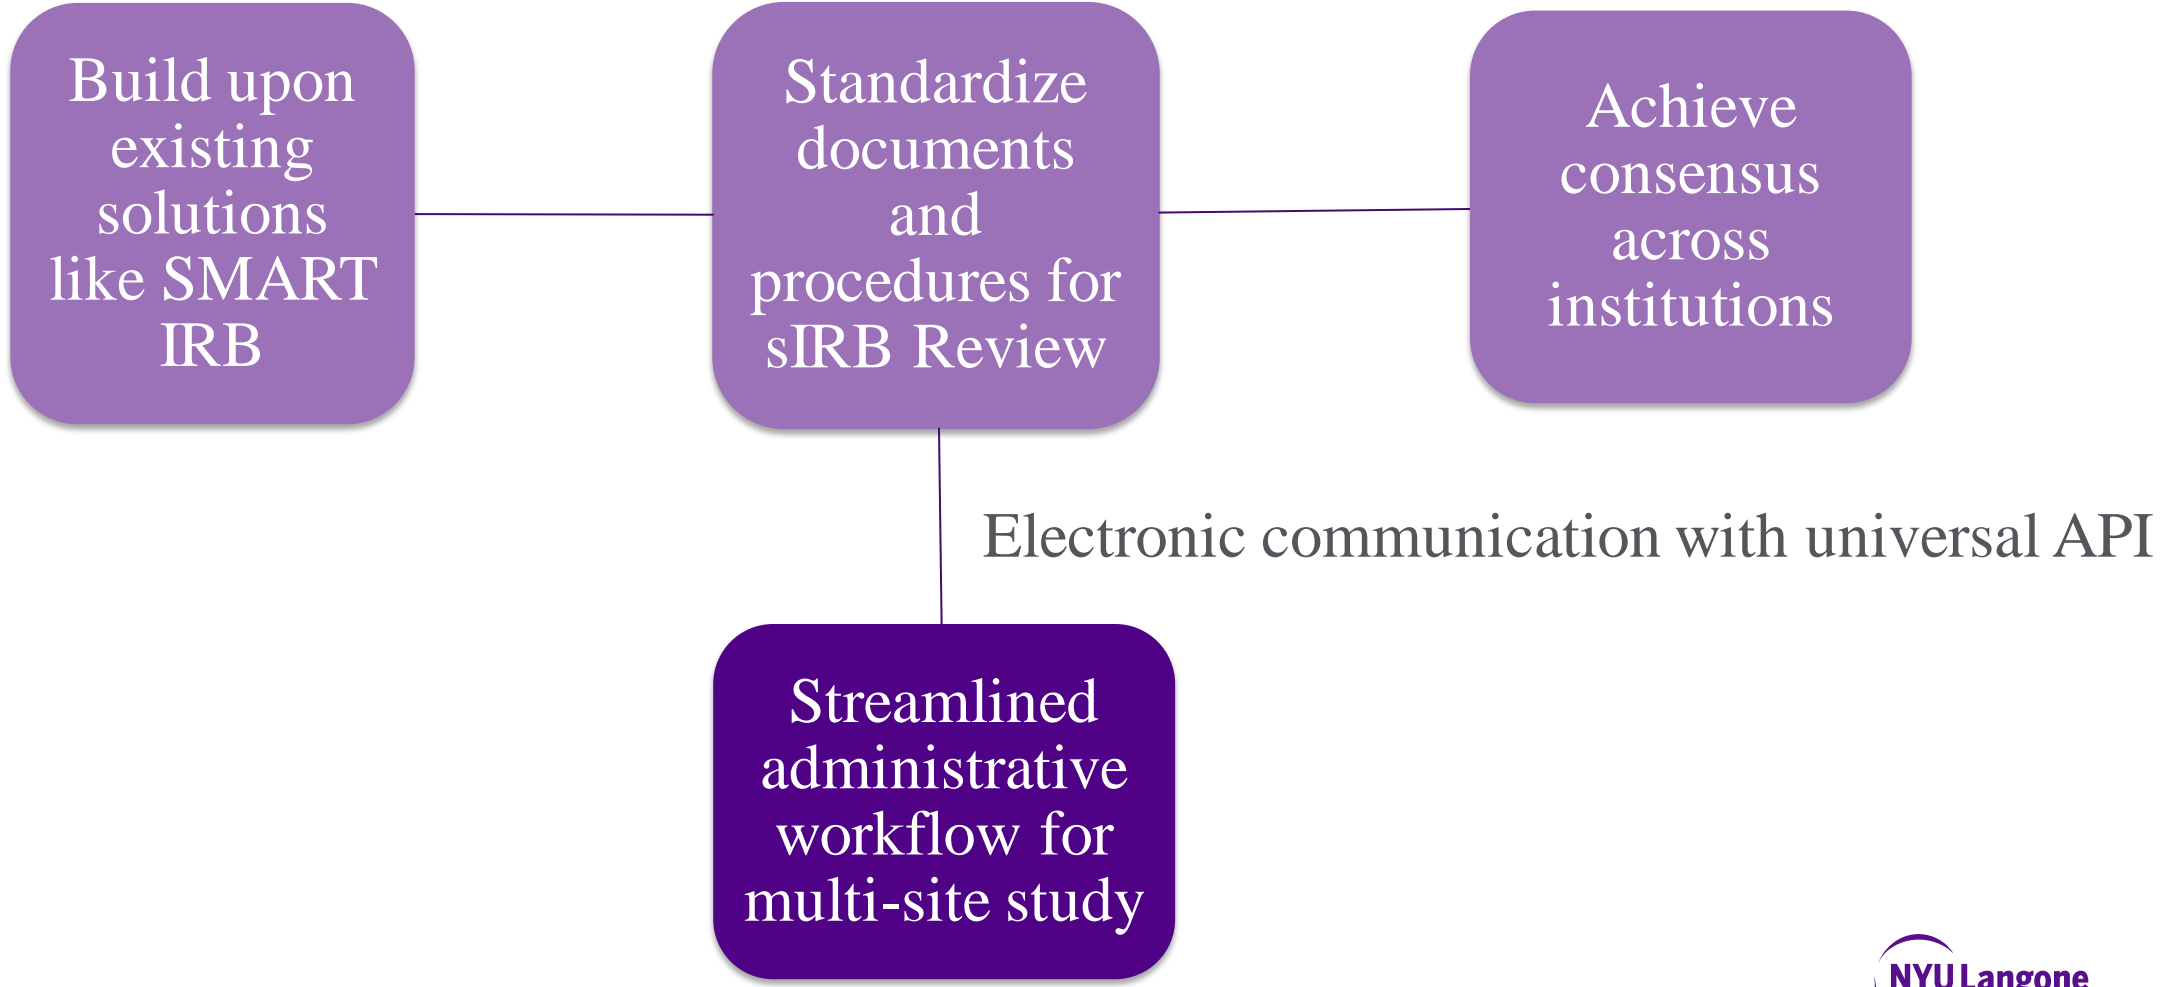 Build upon
existing
solutions
like SMART
IRB
Standardize
documents
and
procedures for
sIRB Review
Achieve
consensus
across
institutions
Electronic communication with universal API
Streamlined
administrative
workflow for
multi-site study
NYU Langone